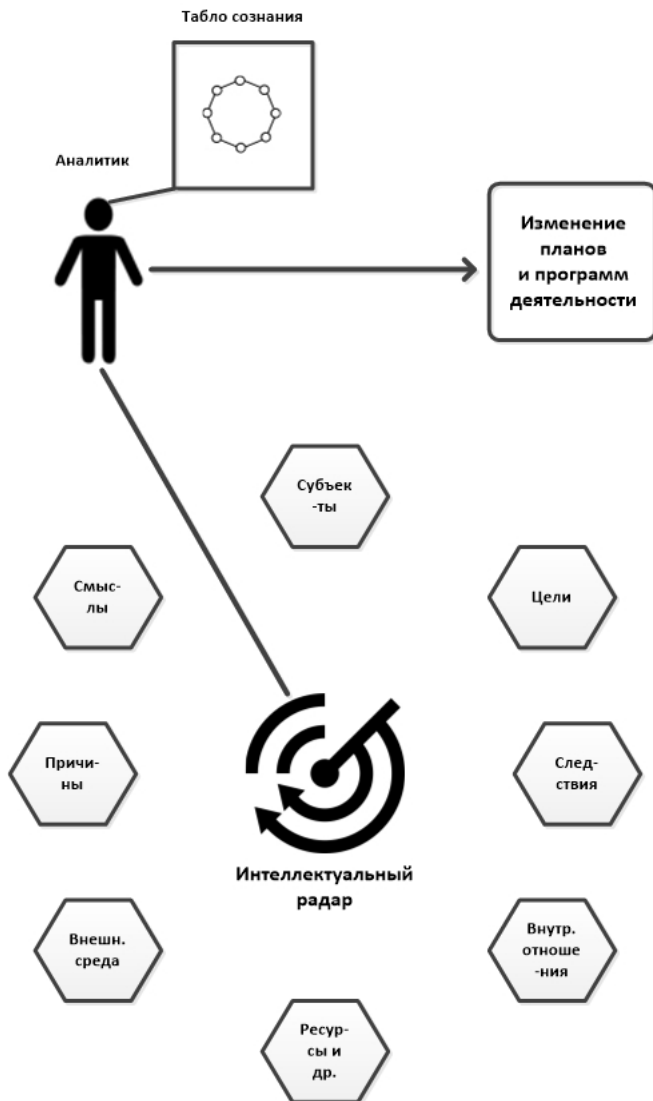 Табло сознания
Аналитик
Изменение
планов
и программ
деятельности
Субъек
-ты
Смыс-
лы
Цели
Причи-
ны
След-
ствия
Интеллектуальный
радар
Внешн.
среда
Внутр.
отноше
-ния
Ресур-
сы и
др.